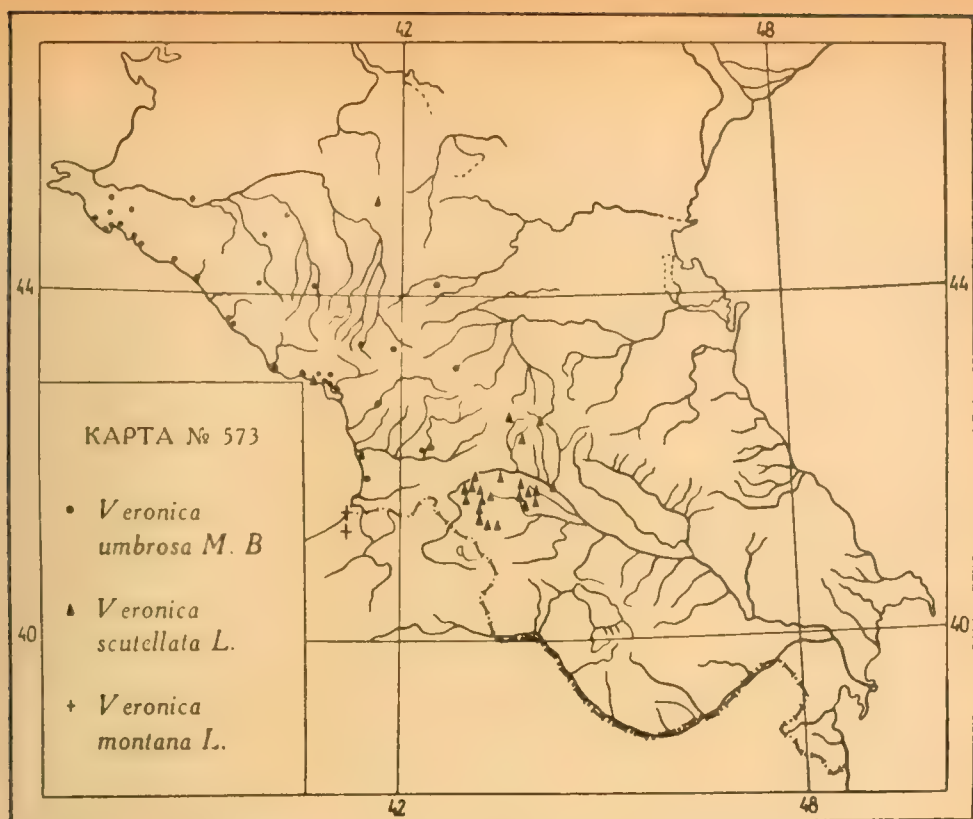 42 48
44 44
КАРТА № 573
Veronica
umbrosa M. B
Veronica
scutellata L.
Veronica
montana L.
40 40
42 48